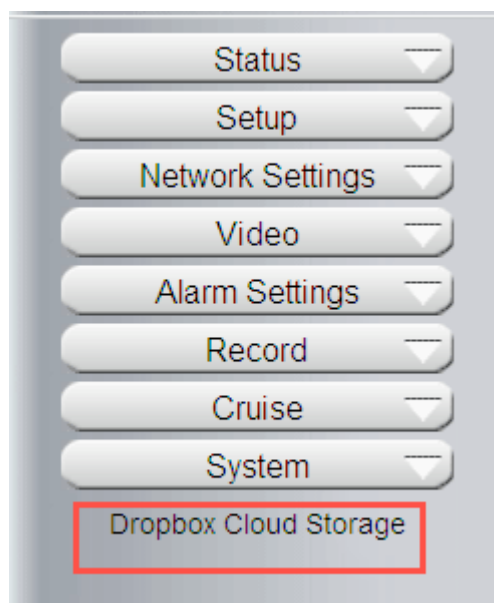 Status
Setup
Network Settings
Video
Alarm Settings
Record
Cruise
System
Dropbox Cloud Storage